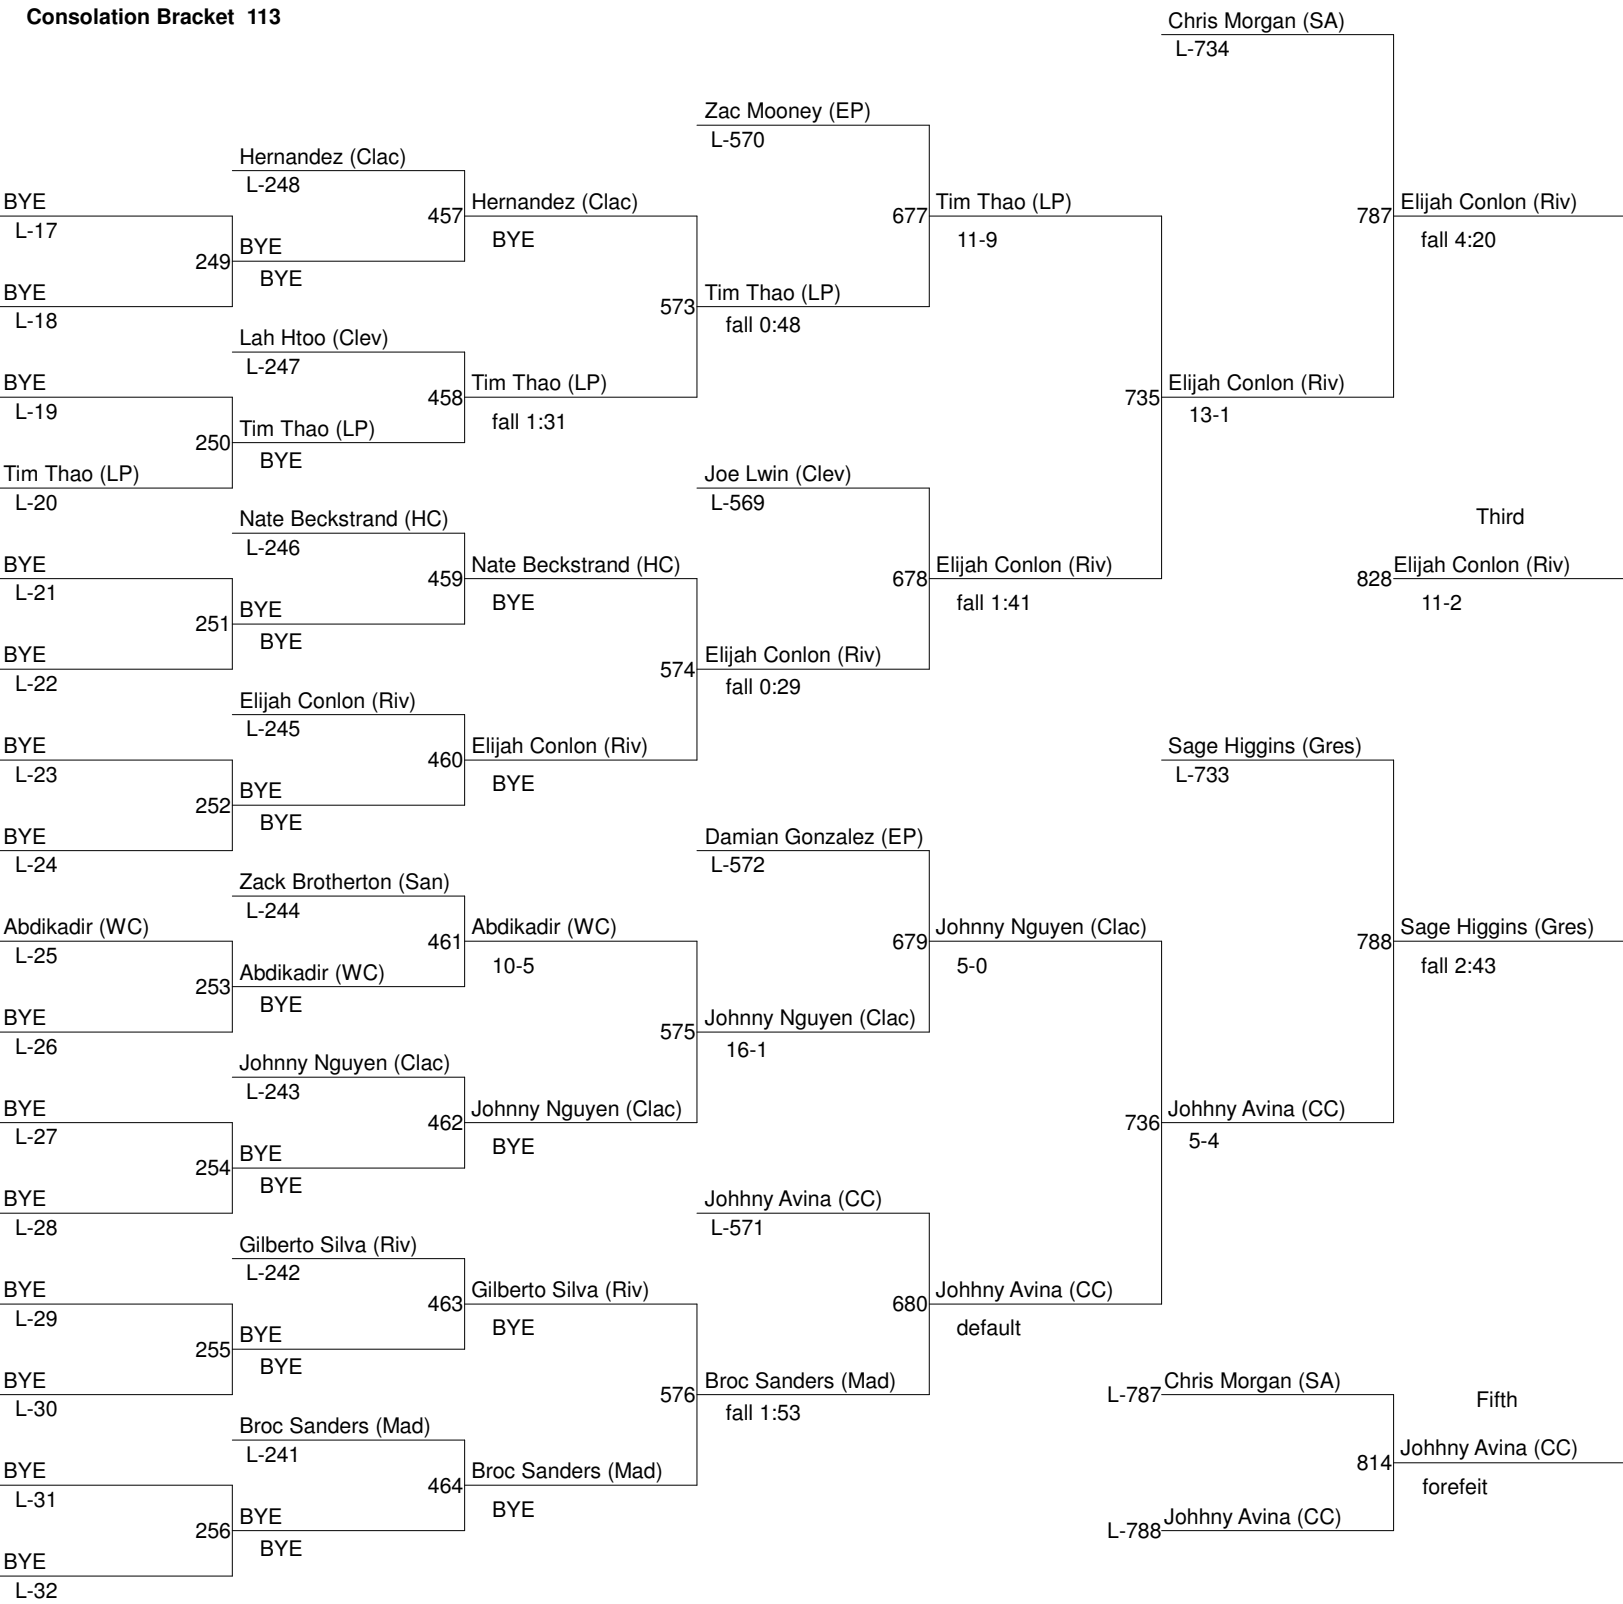 Consolation Bracket 113
BYE
L-17
BYE
L-18
BYE
L-19
Tim Thao (LP)
L-20
BYE
L-21
BYE
L-22
BYE
L-23
BYE
L-24
Abdikadir (WC)
L-25
BYE
L-26
BYE
L-27
BYE
L-28
BYE
L-29
BYE
L-30
BYE
L-31
BYE
L-32
Hernandez (Clac)
L-248
249
BYE
BYE
Lah Htoo (Clev)
L-247
250
Tim Thao (LP)
BYE
Nate Beckstrand (HC)
L-246
251
BYE
BYE
Elijah Conlon (Riv)
L-245
252
BYE
BYE
Zack Brotherton (San)
L-244
253
Abdikadir (WC)
BYE
Johnny Nguyen (Clac)
L-243
254
BYE
BYE
Gilberto Silva (Riv)
L-242
255
BYE
BYE
Broc Sanders (Mad)
L-241
256
BYE
BYE
457
Hernandez (Clac)
BYE
458
Tim Thao (LP)
fall 1:31
459
Nate Beckstrand (HC)
BYE
460
Elijah Conlon (Riv)
BYE
461
Abdikadir (WC)
10-5
462
Johnny Nguyen (Clac)
BYE
463
Gilberto Silva (Riv)
BYE
464
Broc Sanders (Mad)
BYE
Zac Mooney (EP)
L-570
573
Tim Thao (LP)
fall 0:48
Joe Lwin (Clev)
L-569
574
Elijah Conlon (Riv)
fall 0:29
Damian Gonzalez (EP)
L-572
575
Johnny Nguyen (Clac)
16-1
Johhny Avina (CC)
L-571
576
Broc Sanders (Mad)
fall 1:53
677
Tim Thao (LP)
11-9
678
Elijah Conlon (Riv)
fall 1:41
679
Johnny Nguyen (Clac)
5-0
680
Johhny Avina (CC)
default
Chris Morgan (SA)
L-734
735
Elijah Conlon (Riv)
13-1
Sage Higgins (Gres)
L-733
736
Johhny Avina (CC)
5-4
L-787
Chris Morgan (SA)
L-788
Johhny Avina (CC)
787
Elijah Conlon (Riv)
fall 4:20
Third
828
Elijah Conlon (Riv)
11-2
788
Sage Higgins (Gres)
fall 2:43
Fifth
814
Johhny Avina (CC)
forefeit